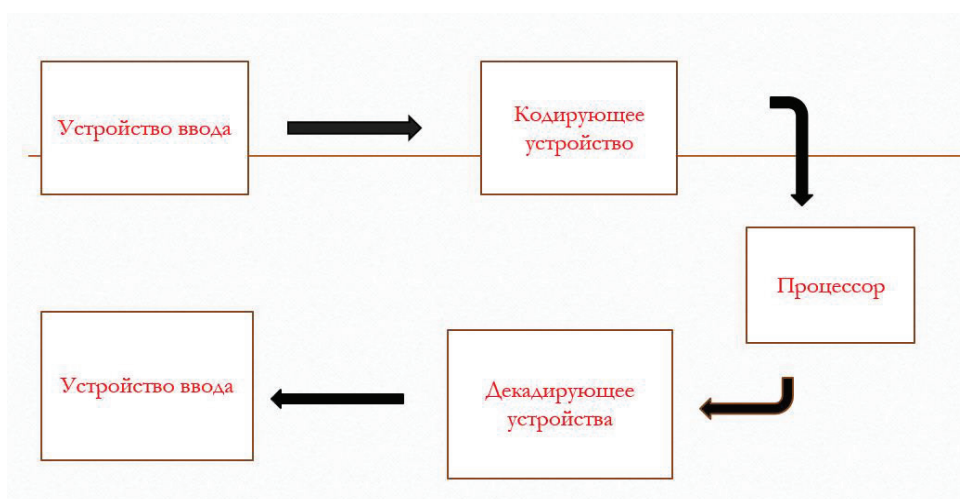 Устройство ввода
Кодирующее
устройство
Процессор
Декадирующее
устройства
Устройство ввода